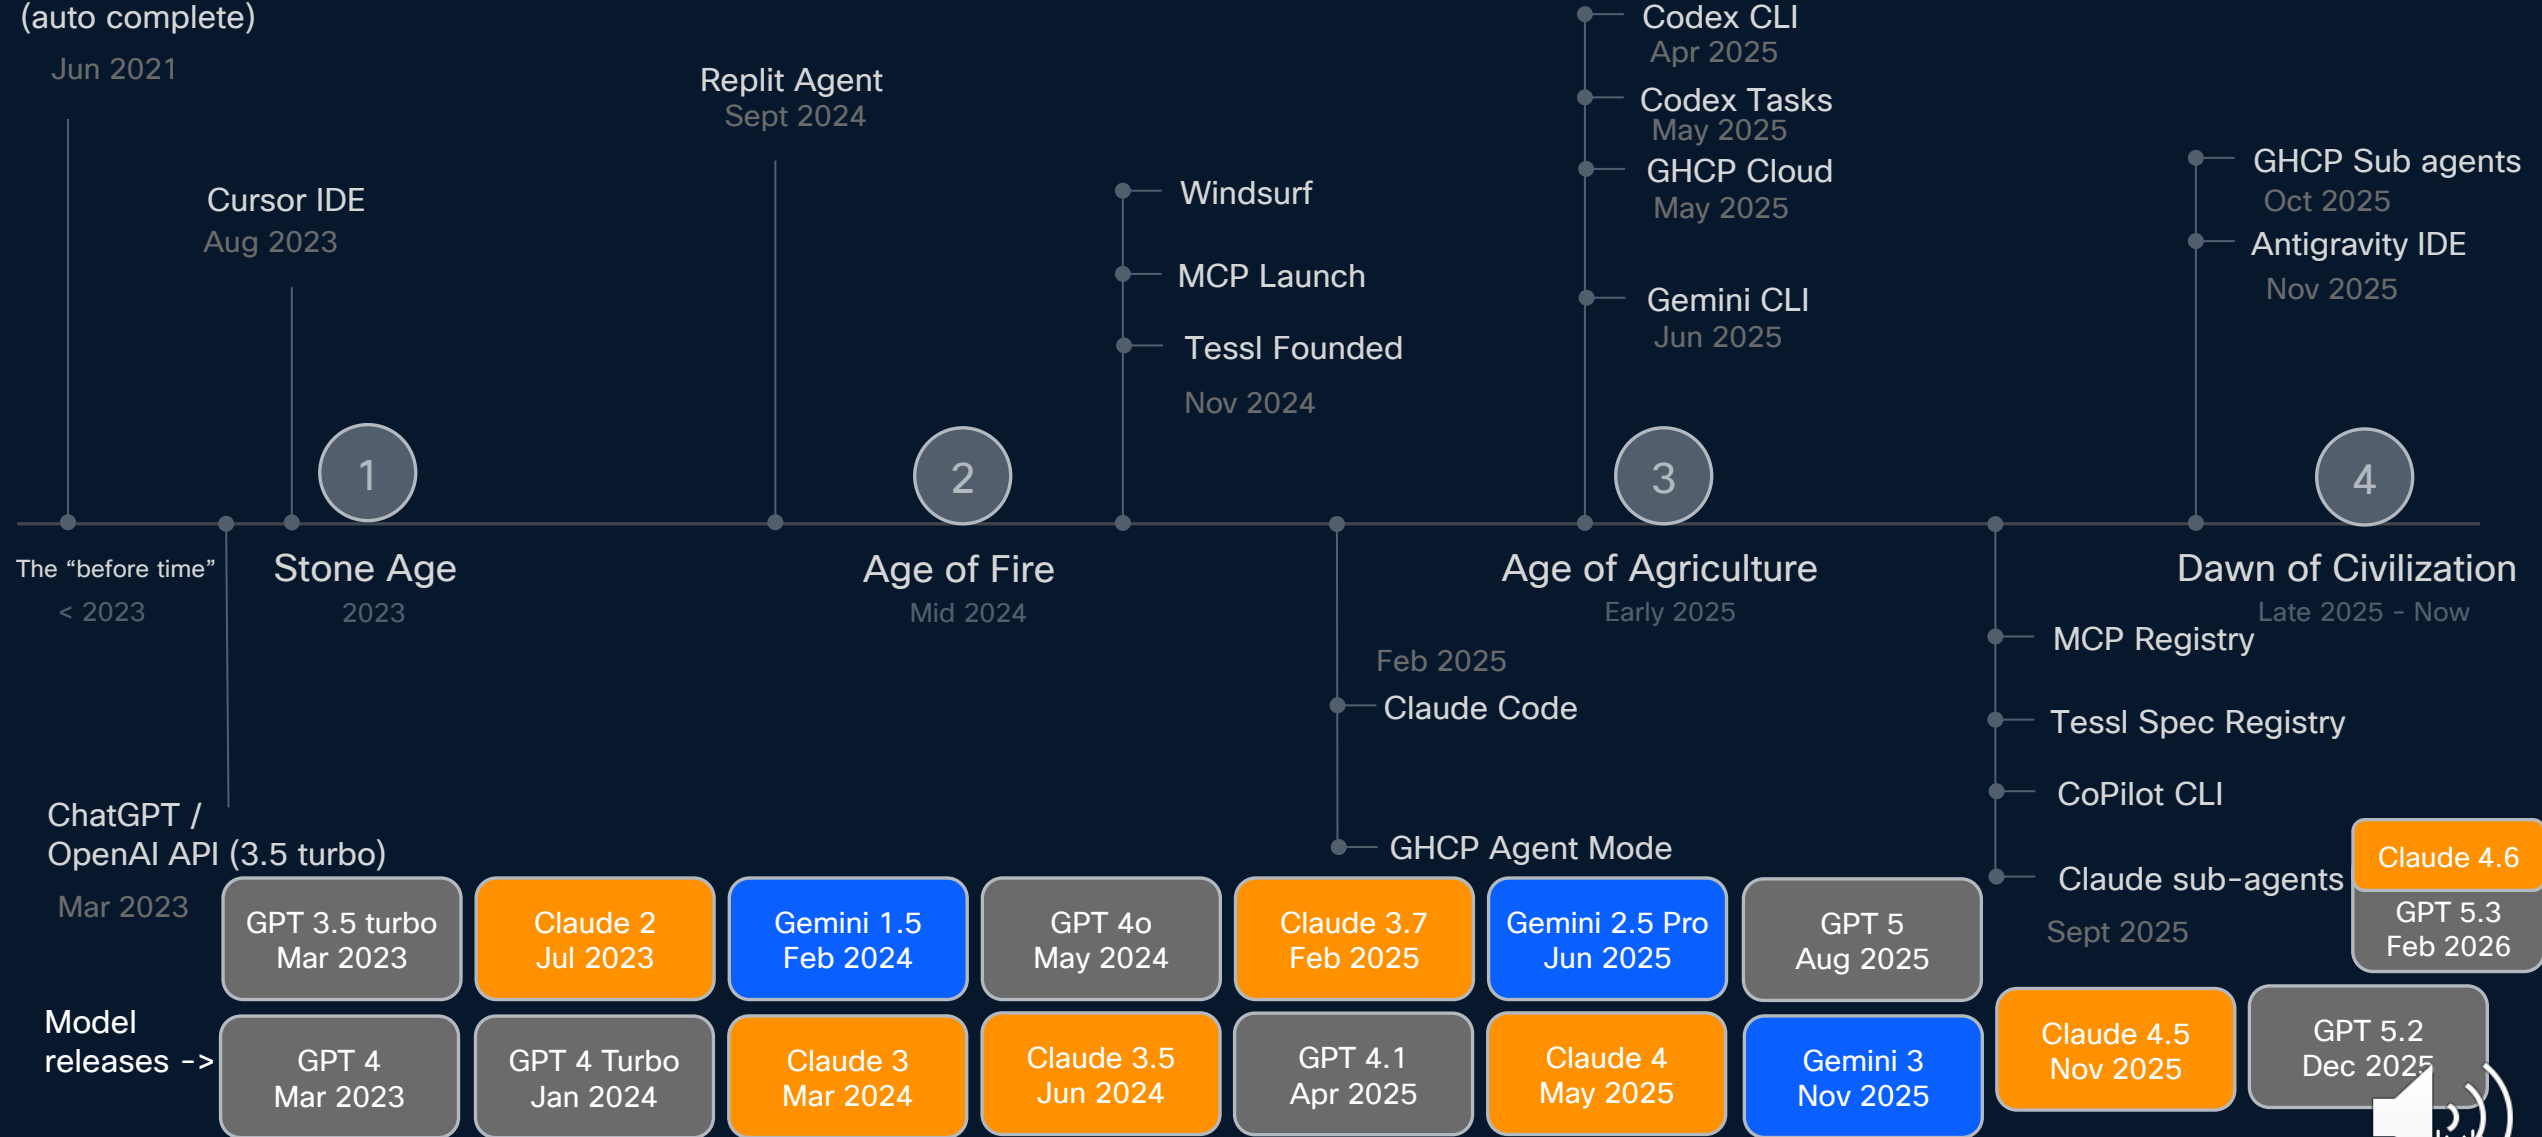 (auto complete)
Jun 2021
Cursor IDE
Aug 2023
Replit Agent
Sept 2024
Windsurf
MCP Launch
Tessl Founded
Nov 2024
Codex CLI
Apr 2025
Codex Tasks
May 2025
GHCP Cloud
May 2025
Gemini CLI
Jun 2025
GHCP Sub agents
Oct 2025
Antigravity IDE
Nov 2025
1
2
3
4
The “before time”
< 2023
Stone Age
2023
Age of Fire
Mid 2024
Age of Agriculture
Early 2025
Dawn of Civilization
Late 2025 - Now
Feb 2025
Claude Code
GHCP Agent Mode
MCP Registry
Tessl Spec Registry
CoPilot CLI
Claude sub-agents
Sept 2025
ChatGPT /
OpenAI API (3.5 turbo)
Mar 2023
Model
releases ->
GPT 3.5 turbo
Mar 2023
Claude 2
Jul 2023
Gemini 1.5
Feb 2024
GPT 4o
May 2024
Claude 3.7
Feb 2025
Gemini 2.5 Pro
Jun 2025
GPT 5
Aug 2025
Claude 4.6
GPT 5.3
Feb 2026
GPT 4
Mar 2023
GPT 4 Turbo
Jan 2024
Claude 3
Mar 2024
Claude 3.5
Jun 2024
GPT 4.1
Apr 2025
Claude 4
May 2025
Gemini 3
Nov 2025
Claude 4.5
Nov 2025
GPT 5.2
Dec 2025